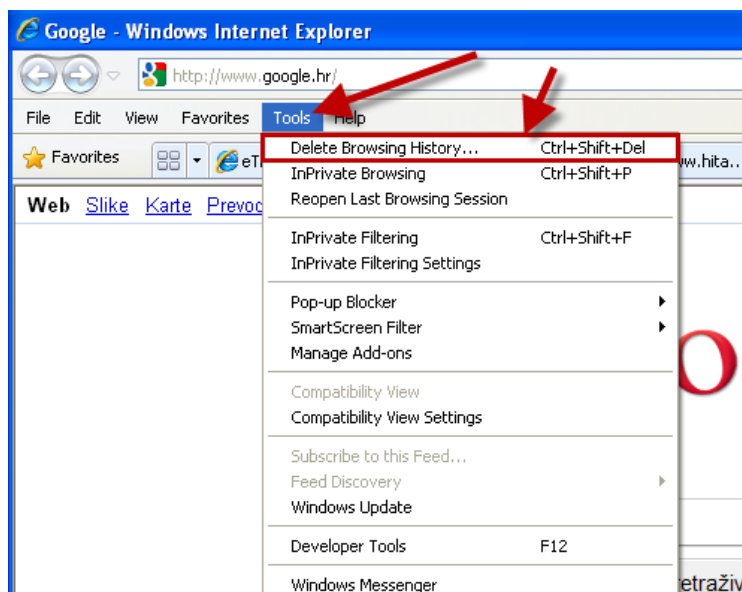 Google - Windows Internet Explorer
http://www.google.hr/
File Edit View Favorites Tools Help
Favorites
Web Slike Karte
Delete Browsing History... Ctrl+Shift+Del
InPrivate Browsing Ctrl+Shift+P
Reopen Last Browsing Session
InPrivate Filtering Ctrl+Shift+F
InPrivate Filtering Settings
Pop-up Blocker
SmartScreen Filter
Manage Add-ons
Compatibility View
Compatibility View Settings
Subscribe to this Feed...
Feed Discovery
Windows Update
Developer Tools F12
Windows Messenger